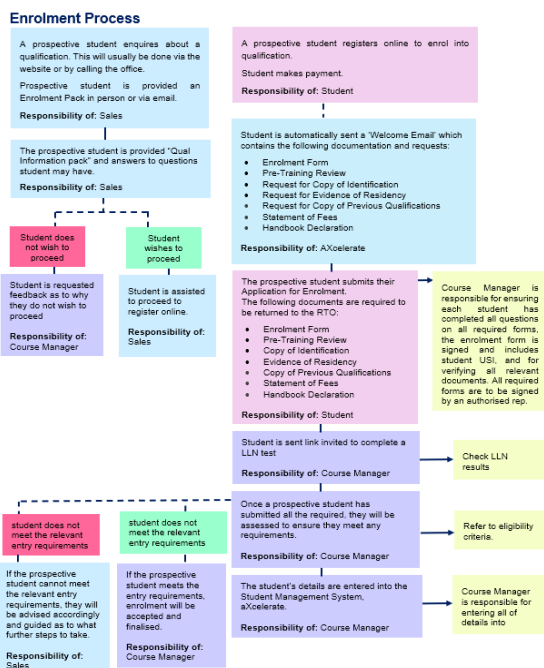 Enrolment Process
A prospective student enquires about a
qualification. This will usually be done via the
website or by calling the office.
Prospective student is provided an
Enrolment Pack in person or via email.
Responsibility of: Sales
The prospective student is provided “Qual
Information pack” and answers to questions
student may have.
Responsibility of: Sales
Student does
not wish to
proceed
Student
wishes to
proceed
Student is requested
feedback as to why
they do not wish to
proceed
Responsibility of:
Course Manager
Student is assisted
to proceed to
register online.
Responsibility of:
Sales
A prospective student registers online to enrol into
qualification.
Student makes payment.
Responsibility of: Student
Student is automatically sent a ‘Welcome Email’ which
contains the following documentation and requests:
• Enrolment Form
• Pre-Training Review
• Request for Copy of Identification
• Request for Evidence of Residency
• Request for Copy of Previous Qualifications
• Statement of Fees
• Handbook Declaration
Responsibility of: AXcelerate
The prospective student submits their
Application for Enrolment.
The following documents are required to
be returned to the RTO:
• Enrolment Form
• Pre-Training Review
• Copy of Identification
• Evidence of Residency
• Copy of Previous Qualifications
• Statement of Fees
• Handbook Declaration
Responsibility of: Student
Course Manager is
responsible for ensuring
each student has
completed all questions
on all required forms,
the enrolment form is
signed and includes
student USI, and for
verifying all relevant
documents. All required
forms are to be signed
by an authorised rep.
Student is sent link invited to complete a
LLN test
Responsibility of: Course Manager
Check LLN
results
Once a prospective student has
submitted all the required, they will be
assessed to ensure they meet any
requirements.
Responsibility of: Course Manager
Refer to eligibility
criteria.
student does not
meet the relevant
entry requirements
student does not
meet the relevant
entry requirements
If the prospective
student cannot meet
the relevant entry
requirements, they will
be advised accordingly
and guided as to what
further steps to take.
Responsibility of:
Sales
If the prospective
student meets the
entry requirements,
enrolment will be
accepted and
finalised.
Responsibility of:
Course Manager
The student’s details are entered into the
Student Management System,
aXcelerate.
Responsibility of: Course Manager
Course Manager
is responsible for
entering all of
details into